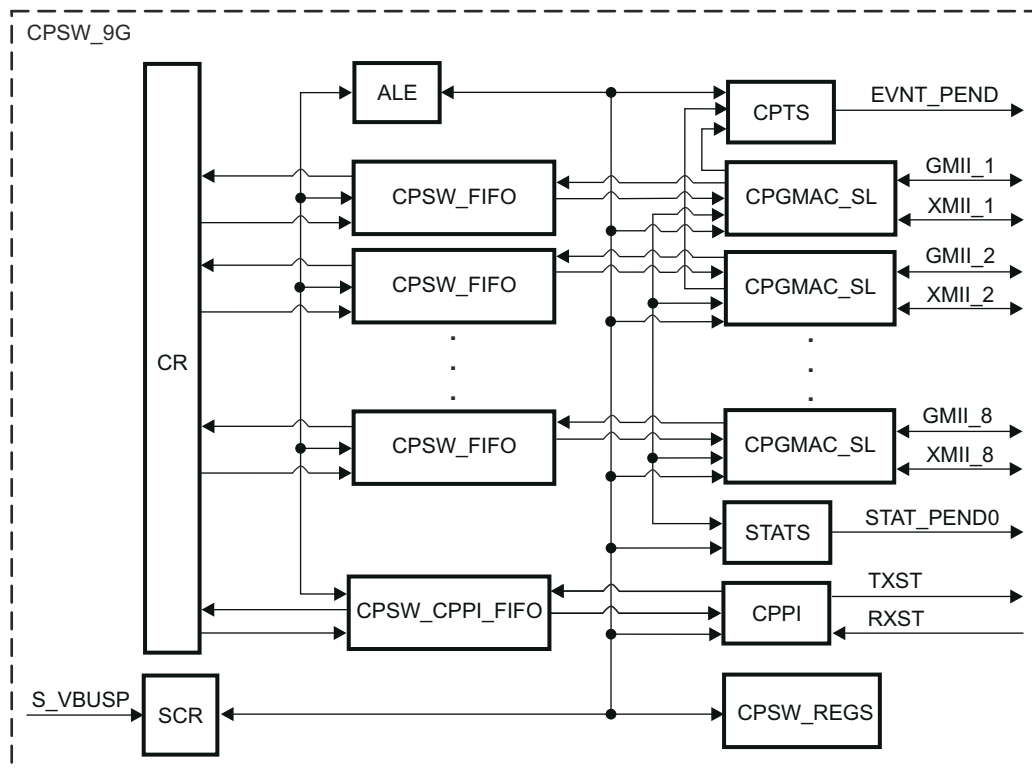 CPSW_9G
ALE
CPTS
EVNT_PEND
CPSW_FIFO
CPGMAC_SL
GMII_1
XMII_1
CPSW_FIFO
CPGMAC_SL
GMII_2
XMII_2
CR
CPSW_FIFO
CPGMAC_SL
GMII_8
XMII_8
STATS
STAT_PEND0
CPSW_CPPI_FIFO
CPPI
TXST
RXST
S_VBUSP
SCR
CPSW_REGS